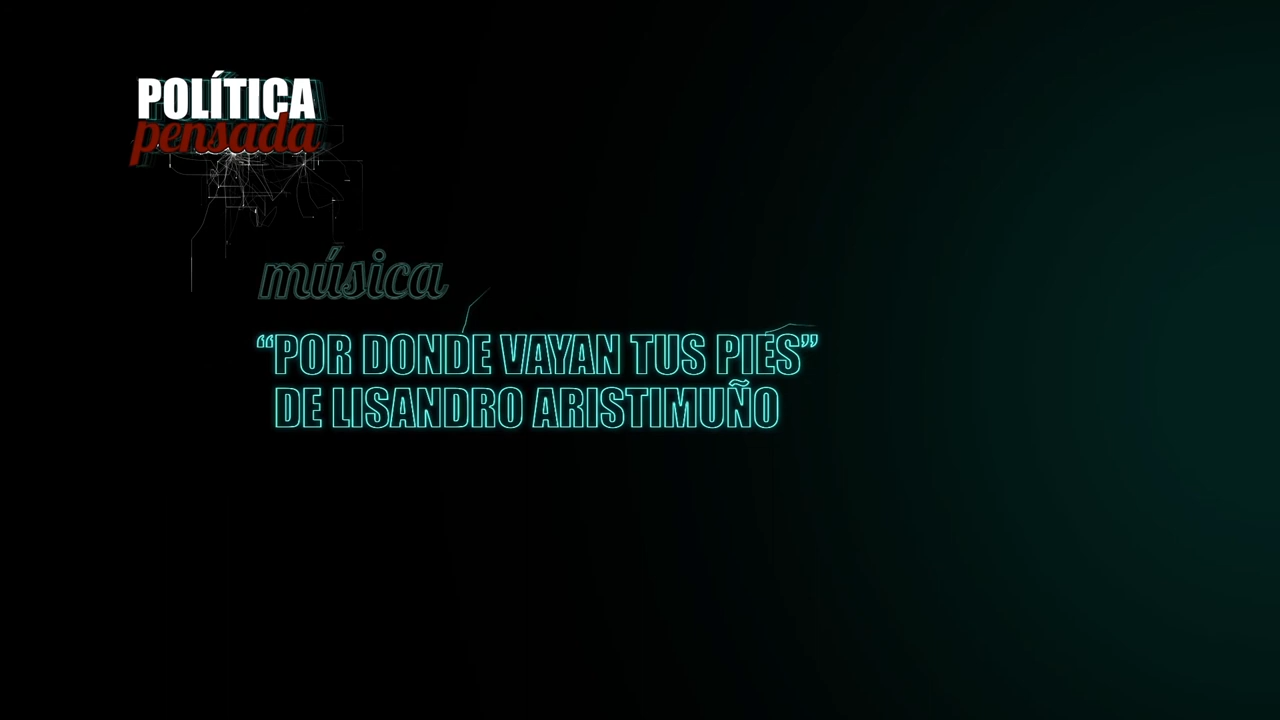 POLÍTICA
pensada
música
“POR DONDE VAYAN TUS PIES”
DE LISANDRO ARISTIMUÑO